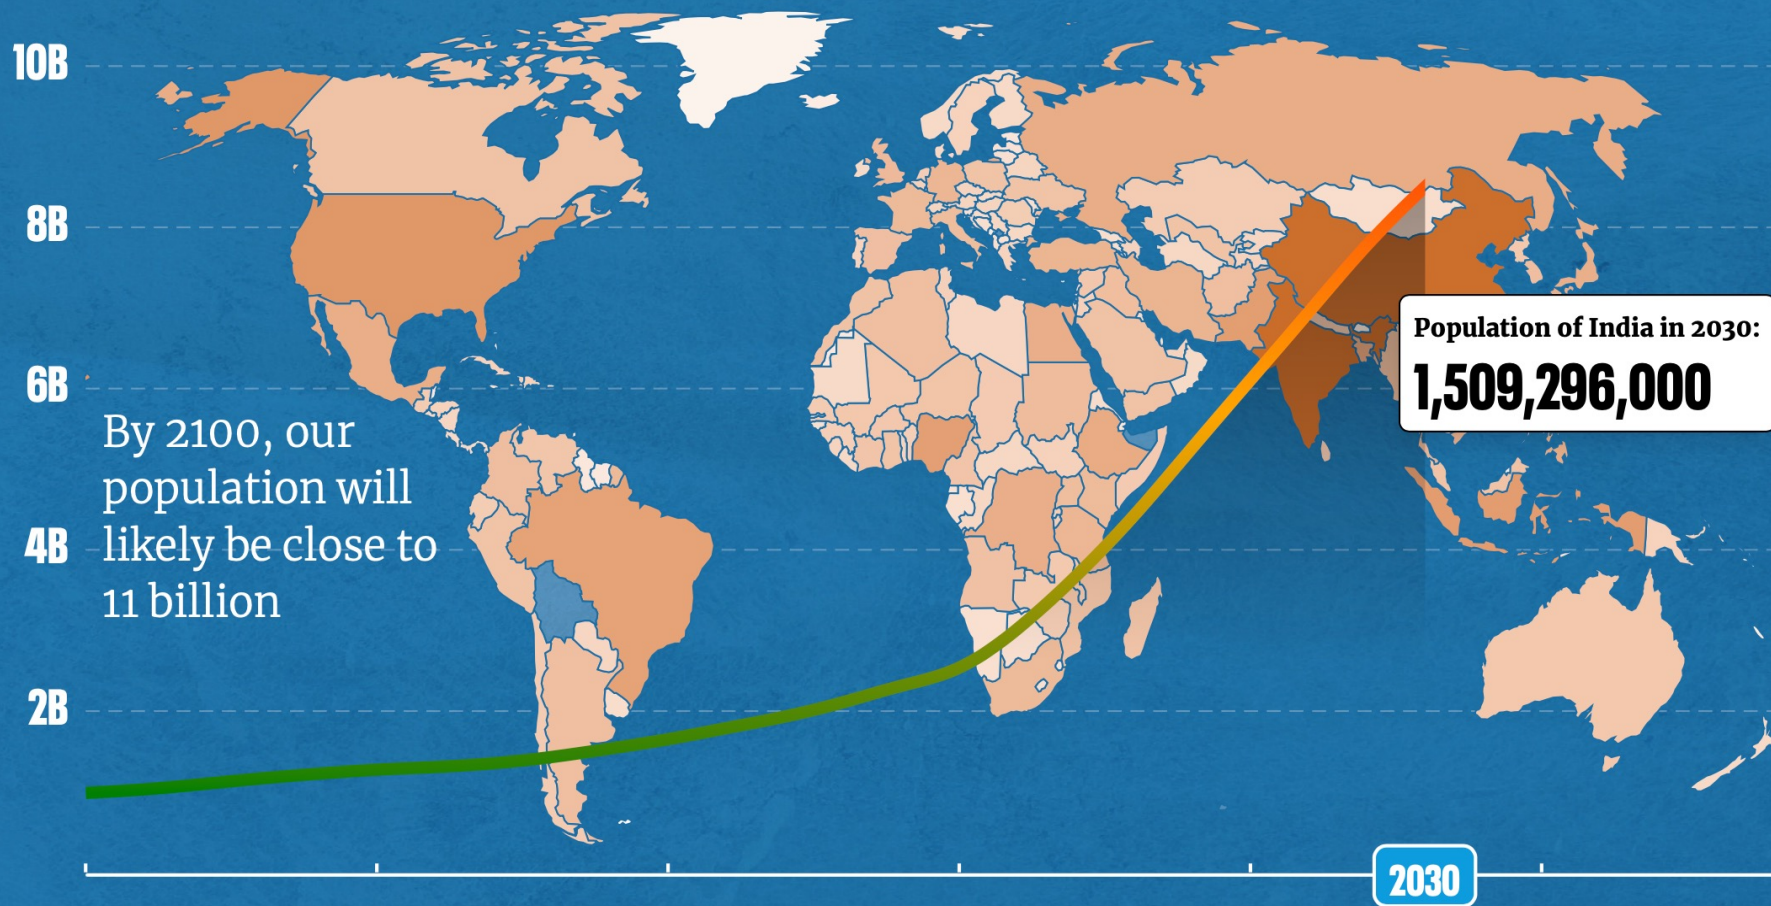 10B
8B
6B
4B
2B
By 2100, our
population will
likely be close to
11 billion
Population of India in 2030:
1,509,296,000
2030